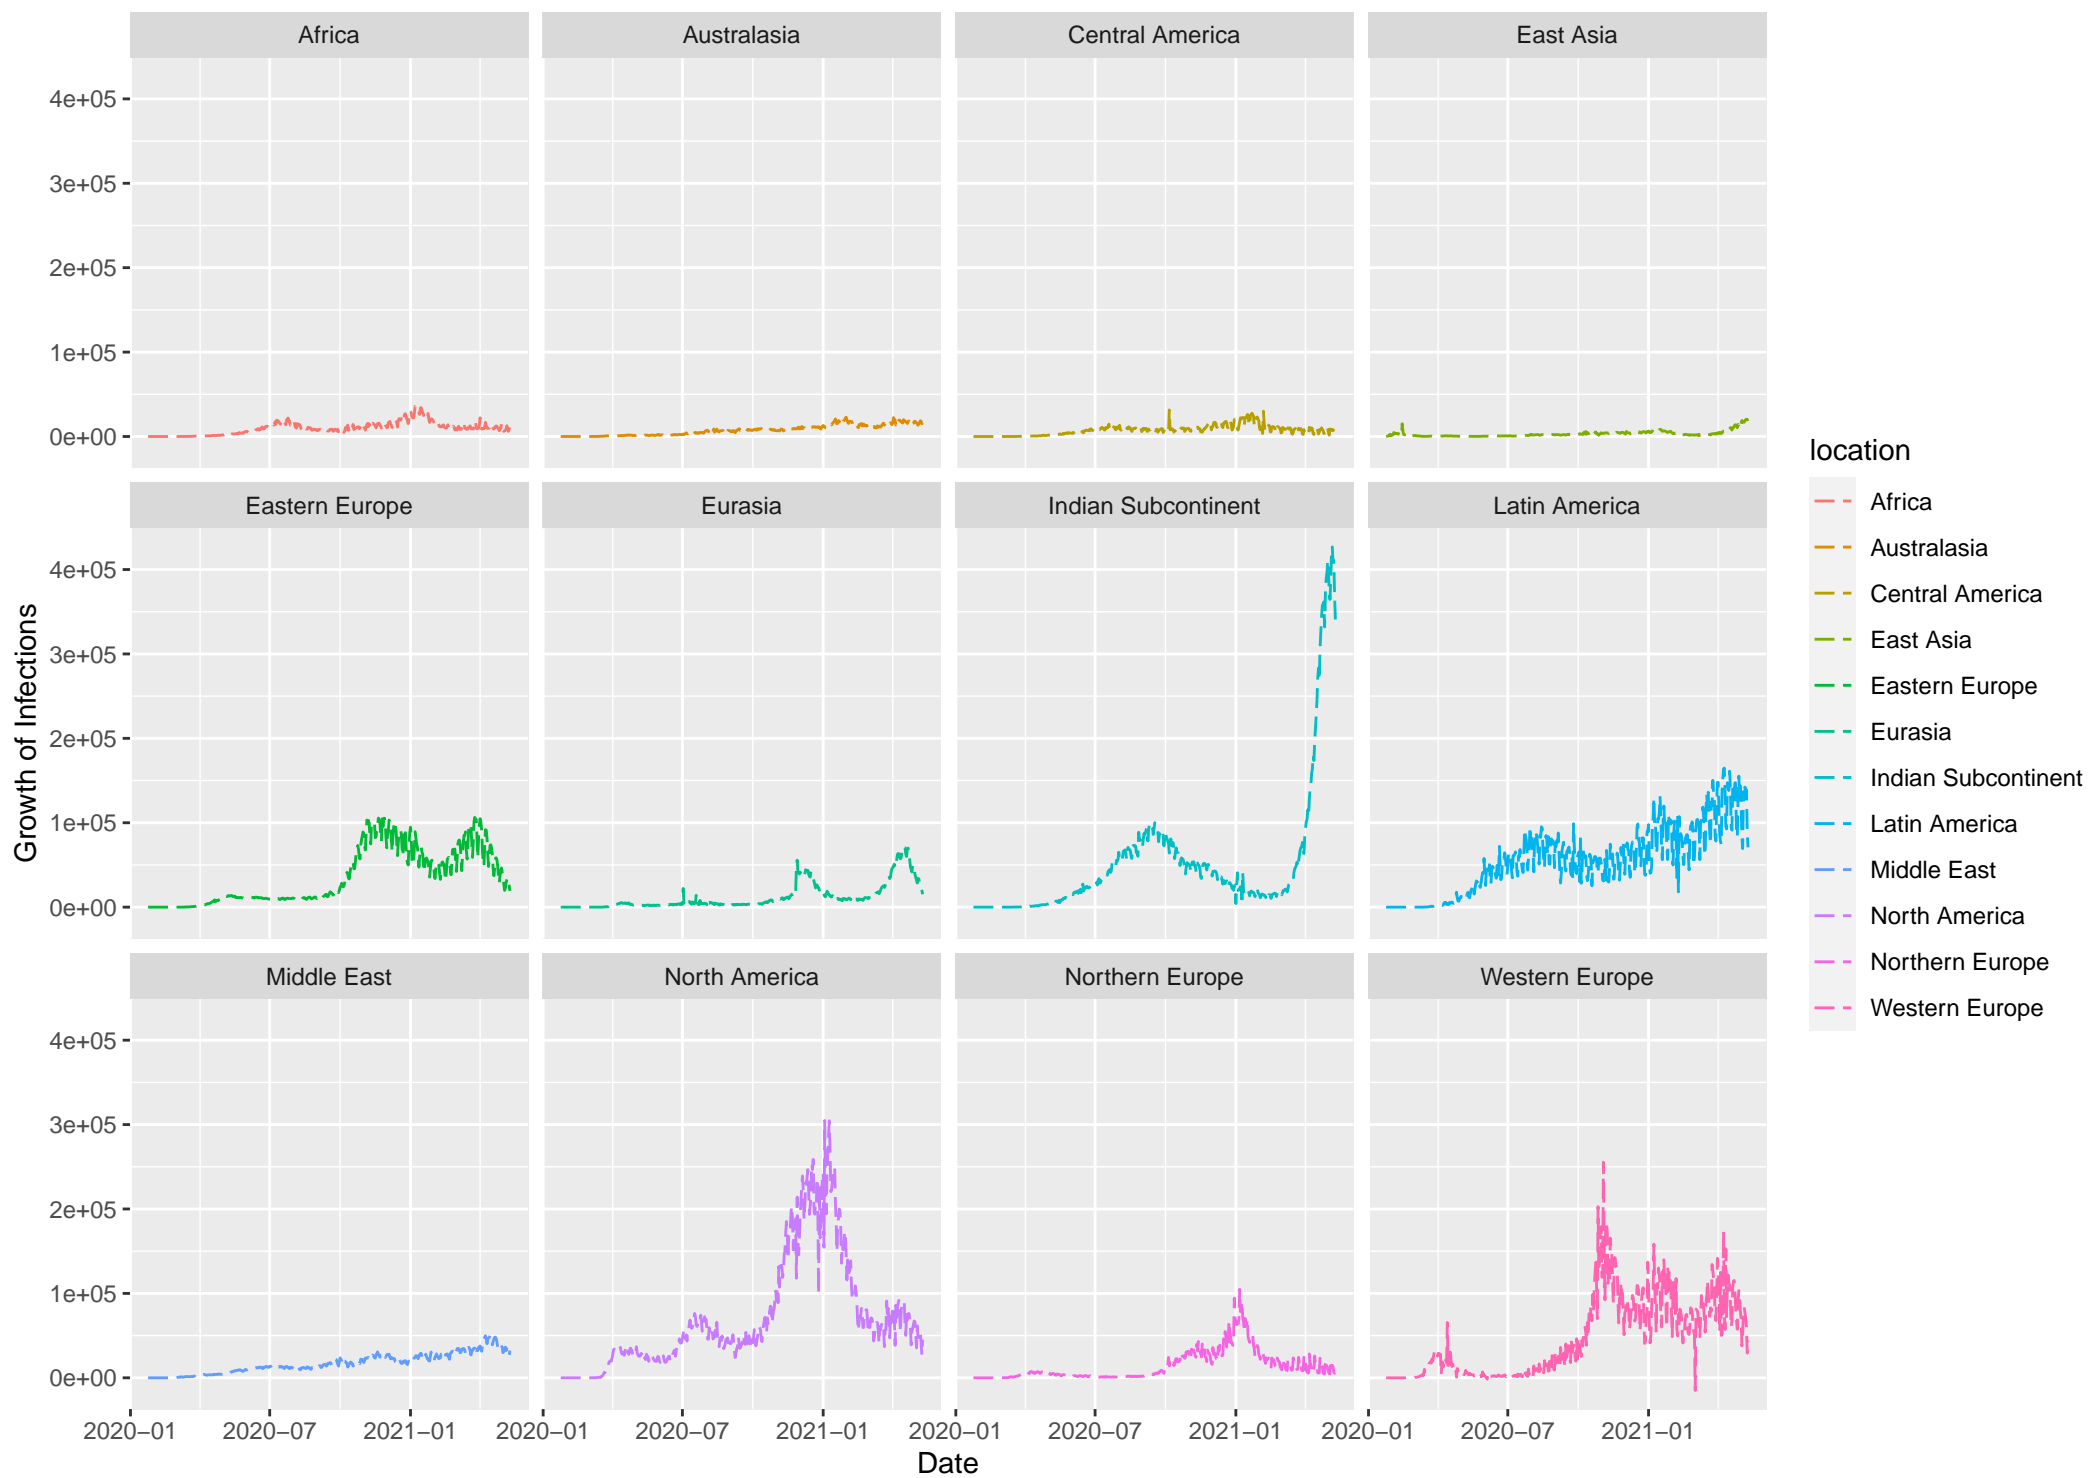 Africa Australasia Central America East Asia
4e+05
3e+05
2e+05
1e+05
0e+00
Eastern Europe Eurasia Indian Subcontinent Latin America
4e+05
3e+05
2e+05
1e+05
0e+00
Middle East North America Northern Europe Western Europe
4e+05
3e+05
2e+05
1e+05
0e+00
2020−01 2020−07 2021−01 2020−01 2020−07 2021−01 2020−01 2020−07 2021−01 2020−01 2020−07 2021−01
Date
Growth of Infections
location
Africa
Australasia
Central America
East Asia
Eastern Europe
Eurasia
Indian Subcontinent
Latin America
Middle East
North America
Northern Europe
Western Europe